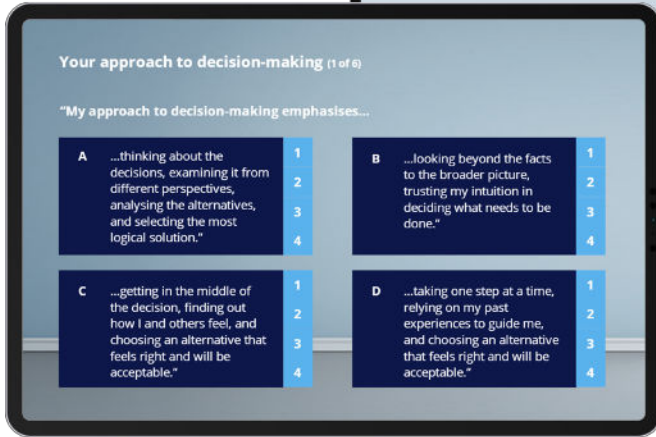 Your approach to decision-making (1 of 6)
“My approach to decision-making emphasises...
A ...thinking about the
decisions, examining it from
different perspectives,
analysing the alternatives,
and selecting the most
logical solution.”
1
2
3
4
B ...looking beyond the facts
to the broader picture,
trusting my intuition in
deciding what needs to be
done.”
1
2
3
4
C ...getting in the middle of
the decision, finding out
how I and others feel, and
choosing an alternative that
feels right and will be
acceptable.”
1
2
3
4
D ...taking one step at a time,
relying on my past
experiences to guide me,
and choosing an alternative
that feels right and will be
acceptable.”
1
2
3
4